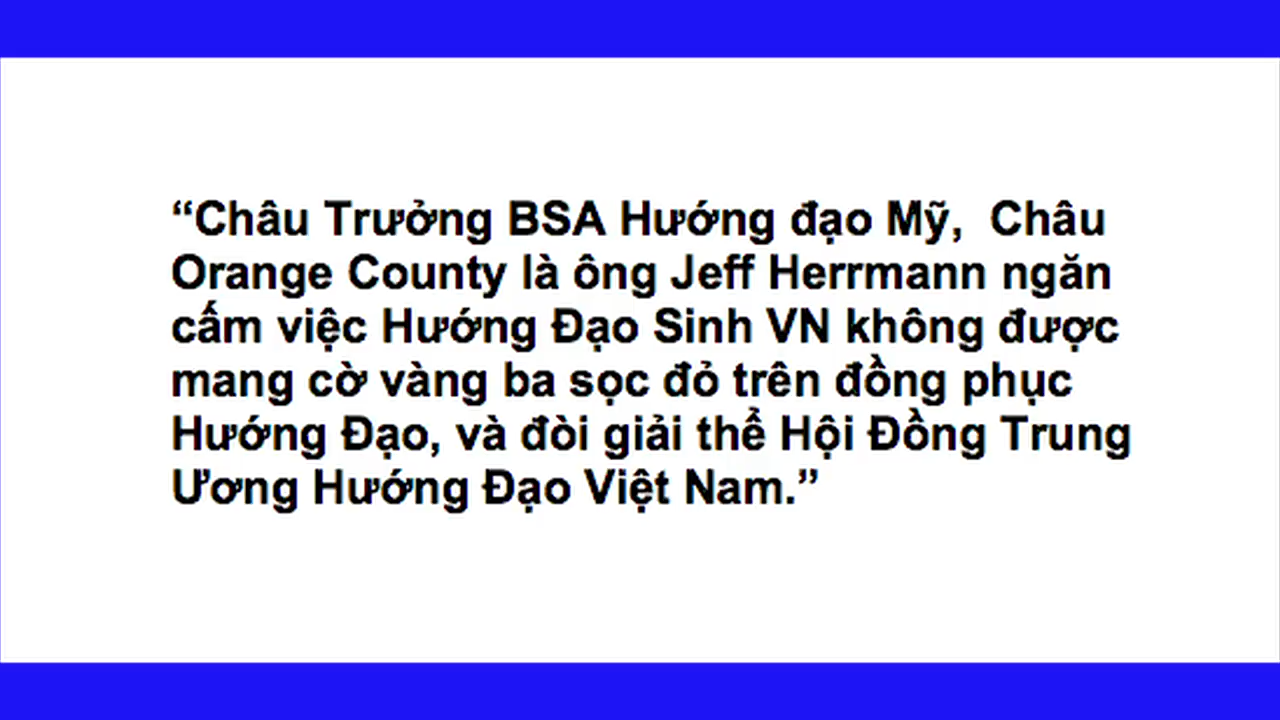 “Châu Trưởng BSA Hướng đạo Mỹ,  Châu
Orange County là ông Jeff Herrmann ngăn
cấm việc Hướng Đạo Sinh VN không được
mang cờ vàng ba sọc đỏ trên đồng phục
Hướng Đạo, và đòi giải thể Hội Đồng Trung
Ương Hướng Đạo Việt Nam.”